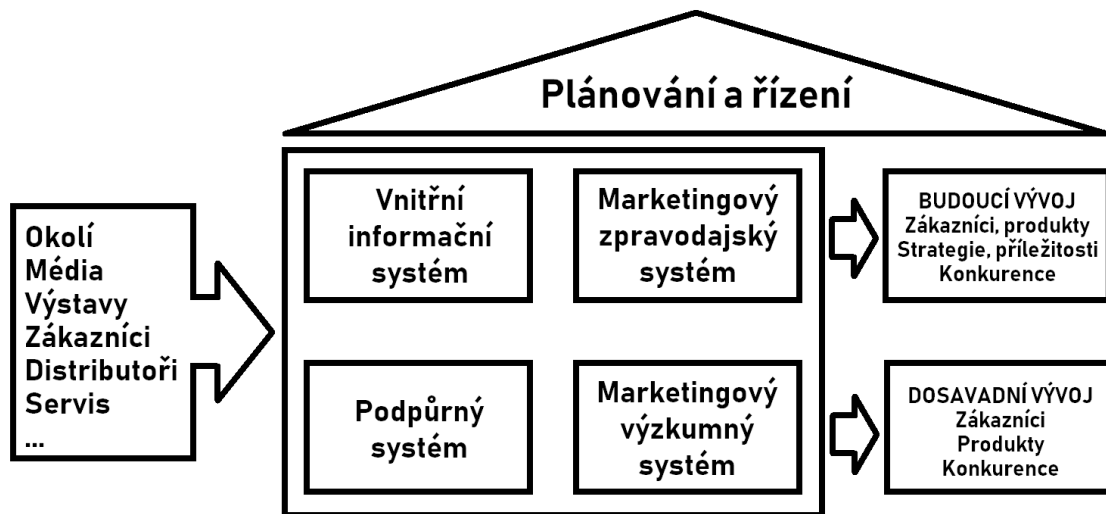 Plánování a řízení
Okolí
Média
Výstavy
Zákazníci
Distributoři
Servis
...
Vnitřní
informační
systém
Marketingový
zpravodajský
systém
BUDOUCÍ VÝVOJ
Zákazníci, produkty
Strategie, příležitosti
Konkurence
Podpůrný
systém
Marketingový
výzkumný
systém
DOSAVADNÍ VÝVOJ
Zákazníci
Produkty
Konkurence